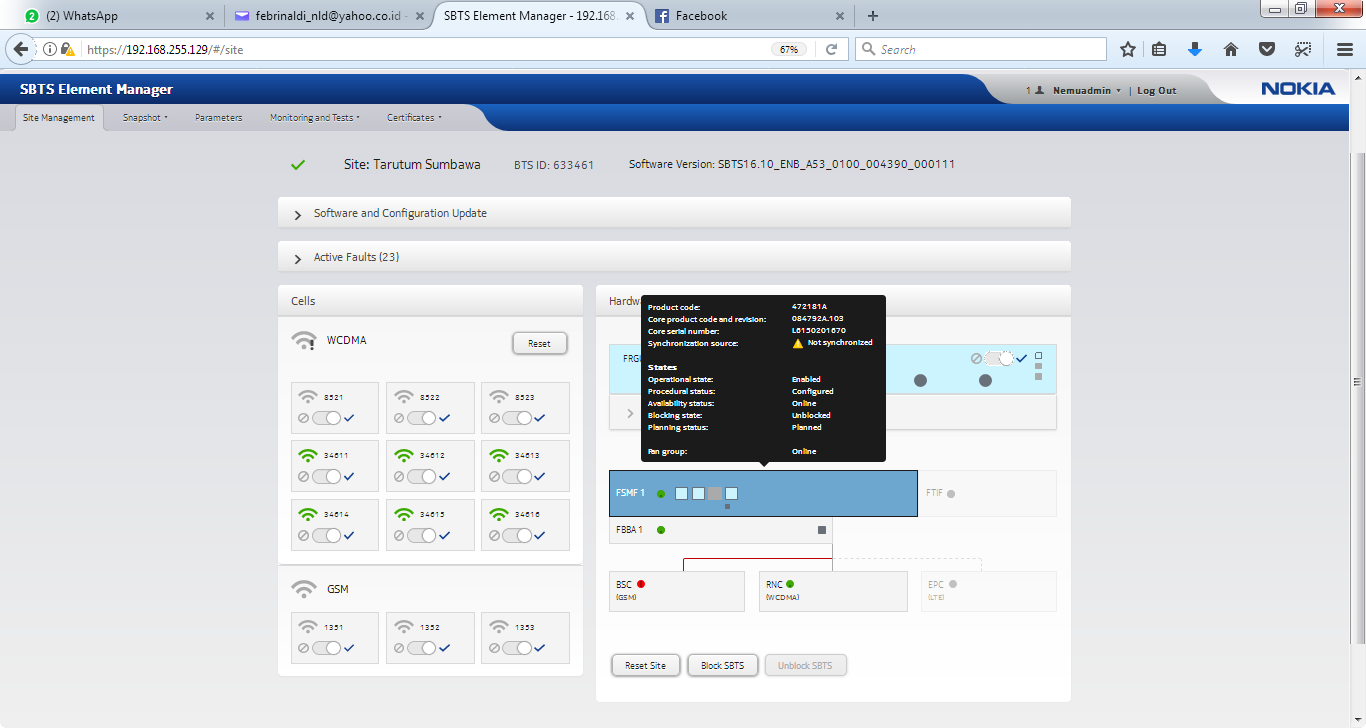 (2) WhatsApp
febrinaldi_nld@yahoo.co.id -
SBTS Element Manager - 192.168.
Facebook
https://192.168.255.129/#/site
67%
Search
SBTS Element Manager
1 Nemuadmin | Log Out
NOKIA
Site Management Snapshot Parameters Monitoring and Tests Certificates
Site: Tarutum Sumbawa BTS ID: 633461 Software Version: SBTS16.10_ENB_A53_0100_004390_000111
Software and Configuration Update
Active Faults (23)
Cells
WCDMA Reset
8521 8522 8523
34611 34612 34613
34614 34615 34616
GSM
1351 1352 1353
Product code: 472181A
Core product code and revision: 084792A.103
Core serial number: L6150201670
Synchronization source: Not synchronized
States
Operational state: Enabled
Procedural status: Configured
Availability status: Online
Blocking state: Unblocked
Planning status: Planned
Fan group: Online
FSMF 1
FTIF
FBBA 1
BSC
(GSM)
RNC
(WCDMA)
EPC
(LTE)
Reset Site Block SBTS Unblock SBTS